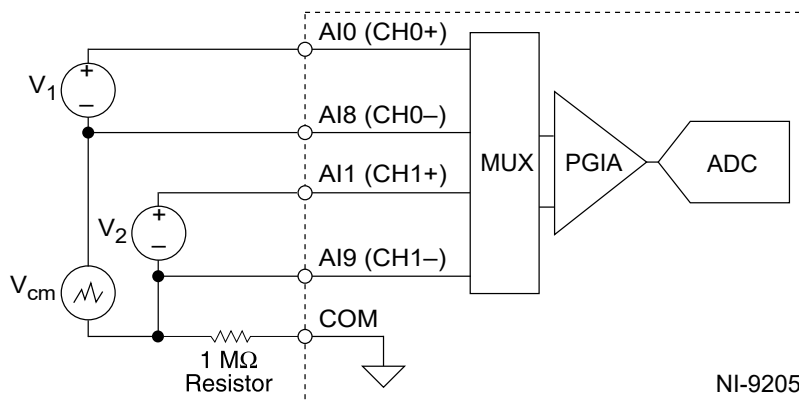 AI0 (CH0+)
+
V1
–
AI8 (CH0–)
MUX
PGIA
ADC
AI1 (CH1+)
+
V2
–
AI9 (CH1–)
Vcm
COM
1 MΩ
Resistor
NI-9205